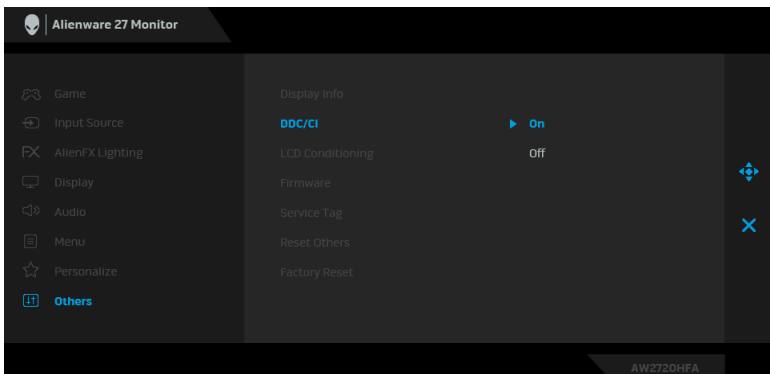 Alienware 27 Monitor
Game
Display Info
Input Source
DDC/CI
On
FX
AlienFX Lighting
LCD Conditioning
Off
Display
Firmware
Audio
Service Tag
Menu
Reset Others
Personalize
Factory Reset
Others
AW2720HFA